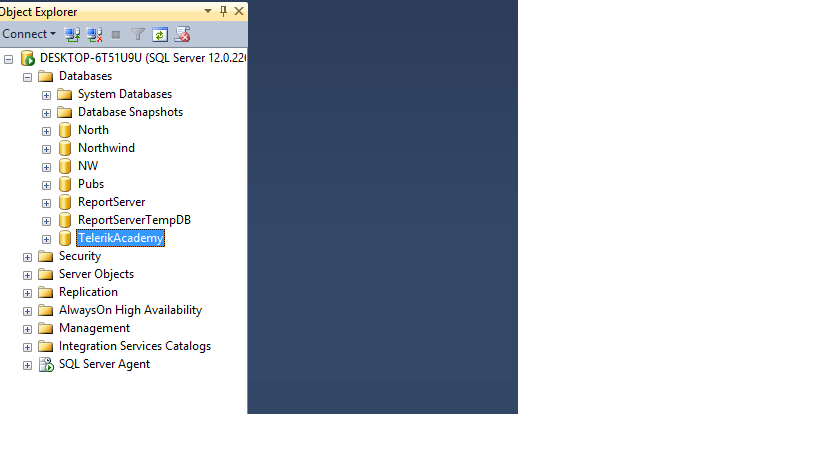 Object Explorer
Connect
DESKTOP-6T51U9U (SQL Server 12.0.226
Databases
System Databases
Database Snapshots
North
Northwind
NW
Pubs
ReportServer
ReportServerTempDB
TelerikAcademy
Security
Server Objects
Replication
AlwaysOn High Availability
Management
Integration Services Catalogs
SQL Server Agent